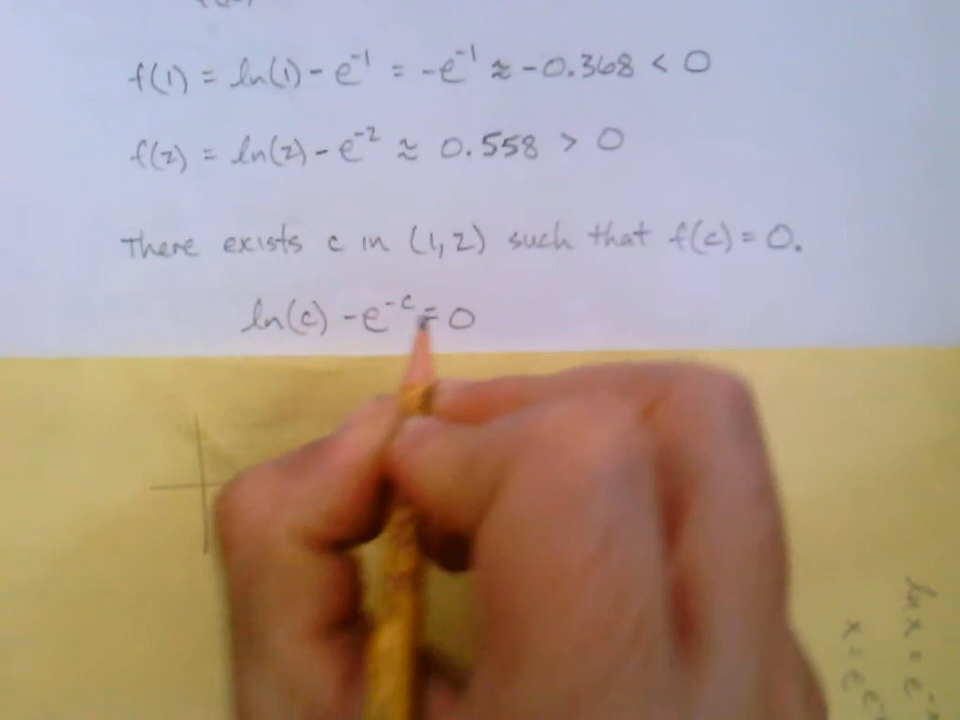 f(1) = ln(1) - e⁻¹ = -e⁻¹ ≈ -0.368 < 0
f(2) = ln(2) - e⁻² ≈ 0.558 > 0
There exists c in (1,2) such that f(c) = 0.
ln(c) - e⁻ᶜ = 0
ln x = e⁻ˣ